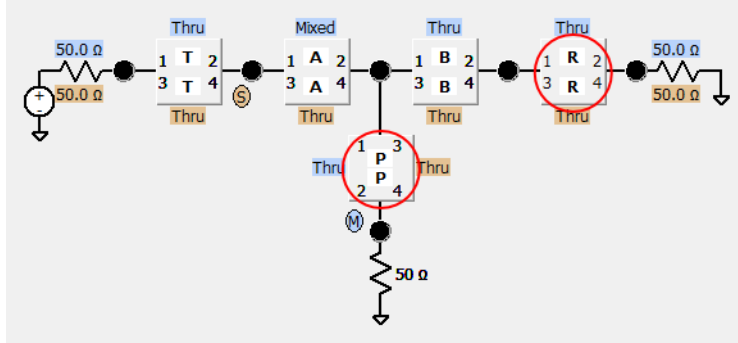 Thru Mixed Thru Thru
50.0 Ω 50.0 Ω
1 T 2 1 A 2 1 B 2 1 R 2
3 T 4 3 A 4 3 B 4 3 R 4
+ 50.0 Ω S 50.0 Ω
-
Thru Thru Thru Thru
1 3
P
Thru Thru
P
2 4
M
50 Ω